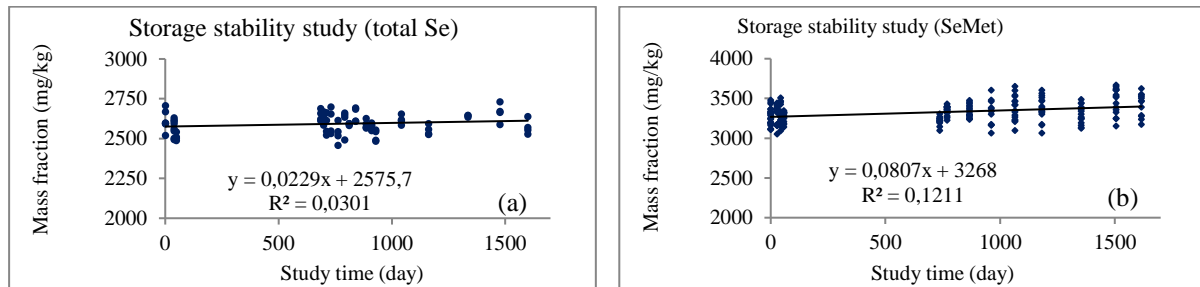 Storage stability study (total Se)
3000
2750
2500
2250
2000
Mass fraction (mg/kg)
y = 0,0229x + 2575,7
R² = 0,0301
(a)
0
500
1000
1500
Study time (day)
Storage stability study (SeMet)
4000
3500
3000
2500
2000
Mass fraction (mg/kg)
y = 0,0807x + 3268
R² = 0,1211
(b)
0
500
1000
1500
Study time (day)